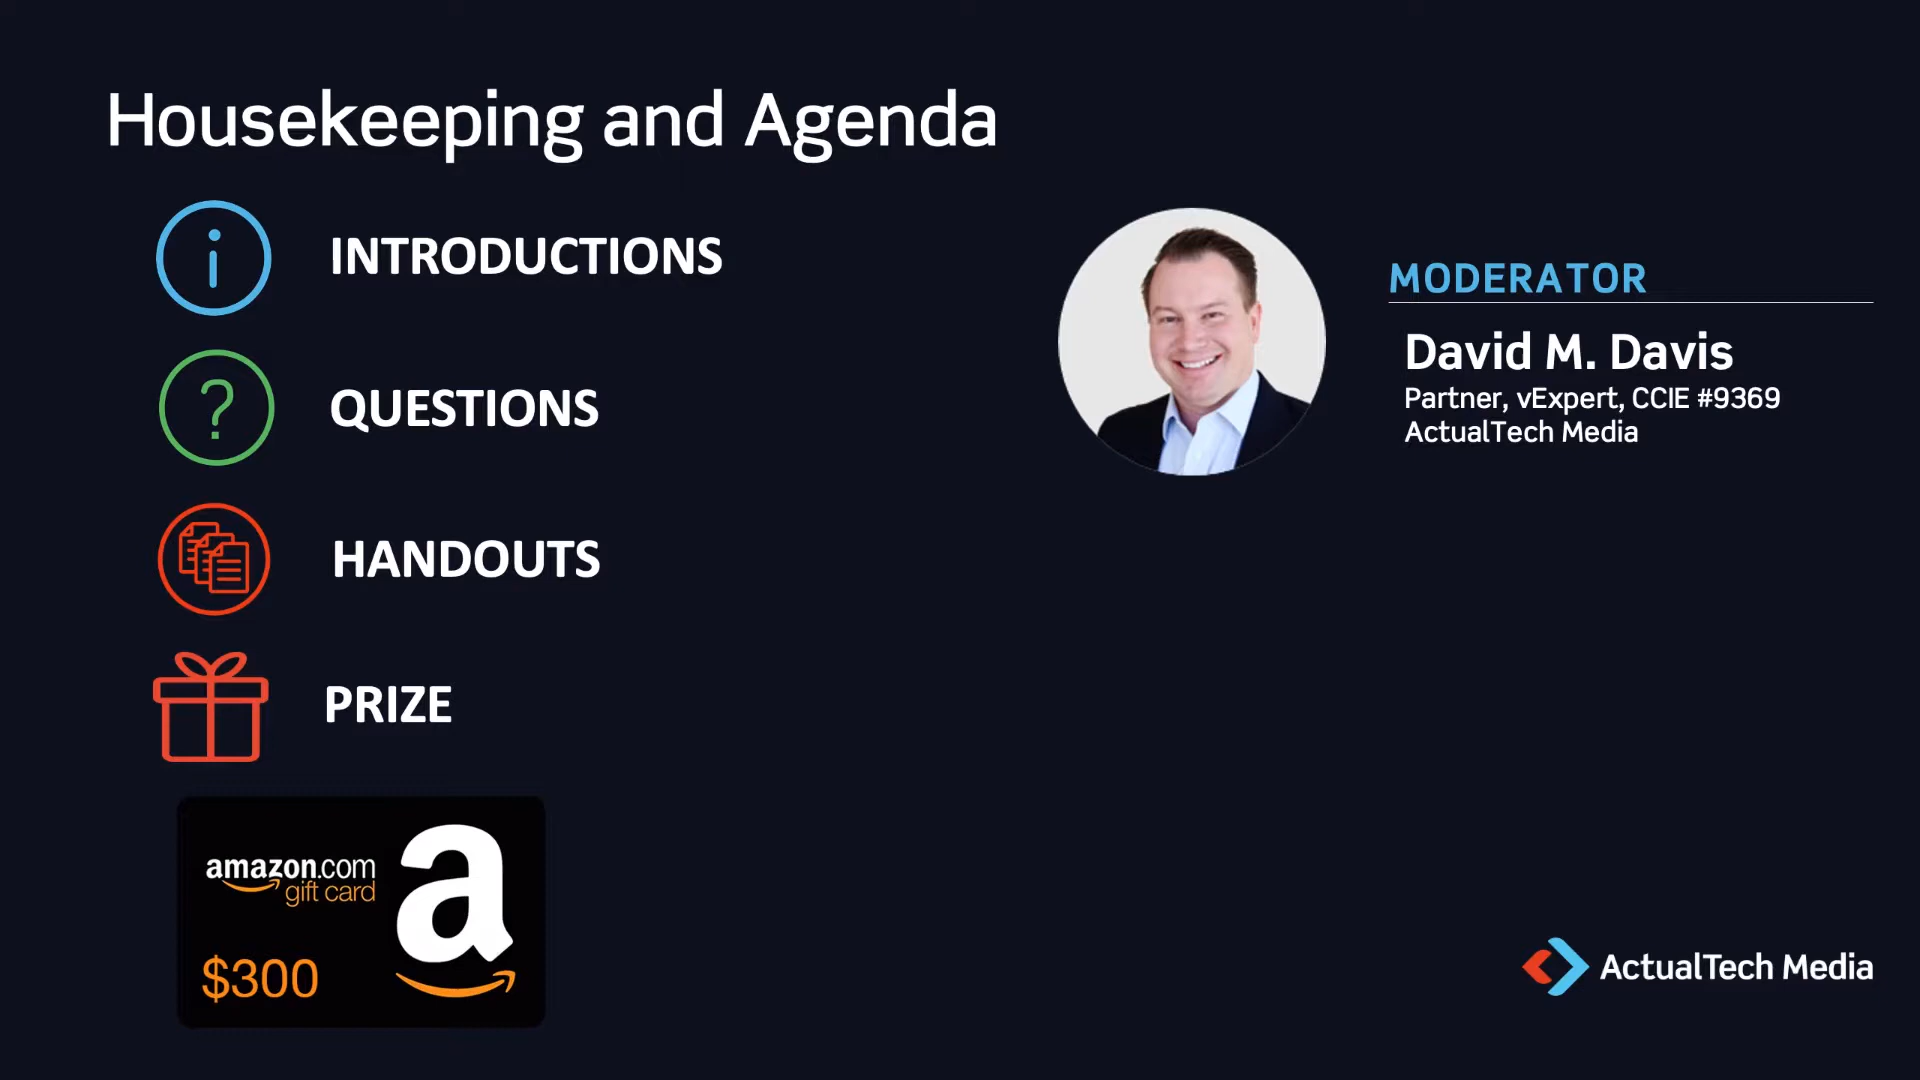 Housekeeping and Agenda
INTRODUCTIONS
QUESTIONS
HANDOUTS
PRIZE
amazon.com
gift card
a
$300
MODERATOR
David M. Davis
Partner, vExpert, CCIE #9369
ActualTech Media
ActualTech Media